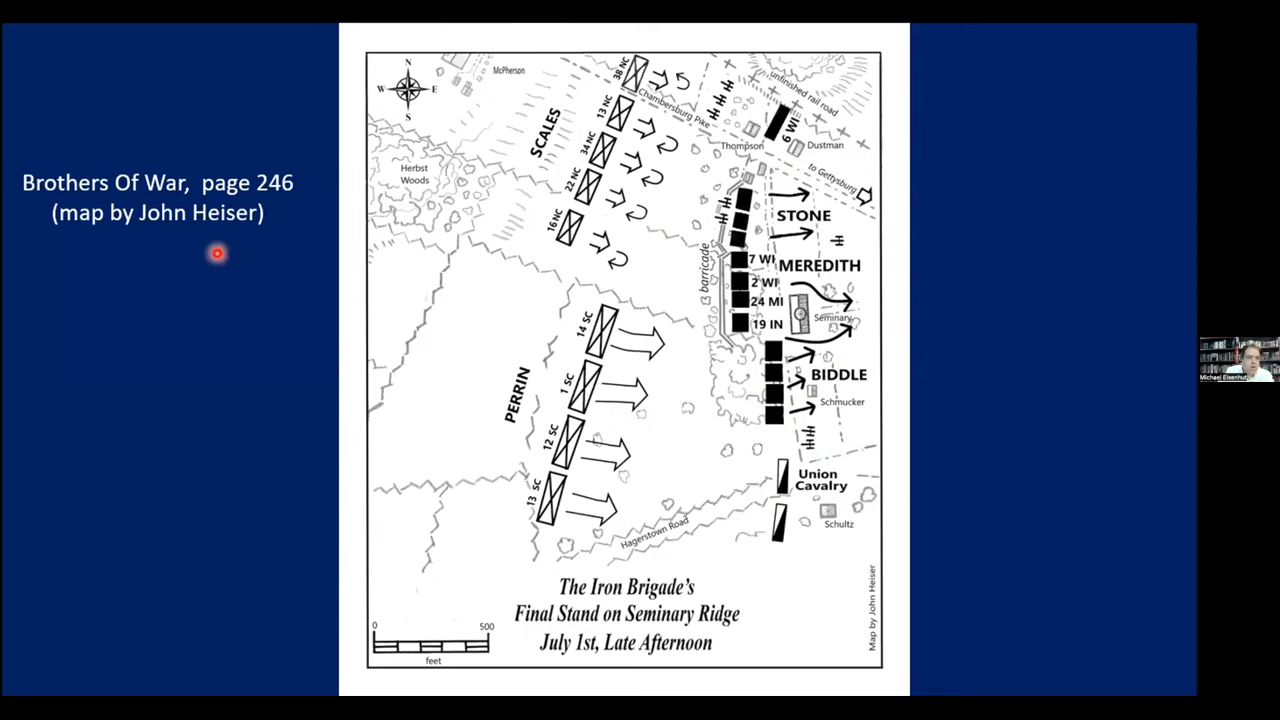 Brothers Of War, page 246
(map by John Heiser)
N
W
E
S
McPherson
38 NC
Chambersburg Pike
unfinished rail road
13 NC
SCALES
34 NC
22 NC
16 NC
Herbst
Woods
6 WI
Thompson
Dustman
to Gettysburg
STONE
barricade
7 WI
MEREDITH
2 WI
24 MI
19 IN
Seminary
14 SC
PERRIN
1 SC
12 SC
13 SC
BIDDLE
Schmucker
Union
Cavalry
Schultz
Hagerstown Road
The Iron Brigade's
Final Stand on Seminary Ridge
July 1st, Late Afternoon
0
500
feet
Map by John Heiser
Michael Eisenhut